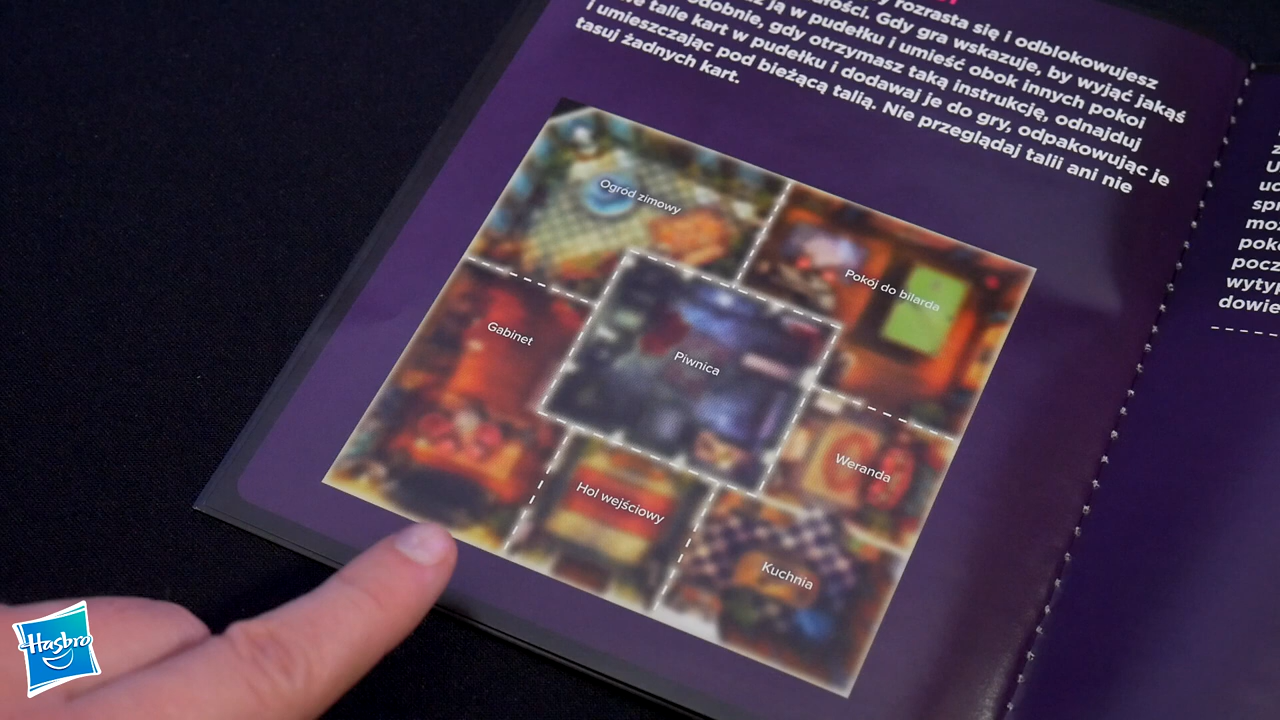 rozrasta się i odblokowujesz
Gdy gra wskazuje, by wyjąć jakąś
ją w pudełku i umieść obok innych pokoi
gdy otrzymasz taką instrukcję, odnajduj
talie kart w pudełku i dodawaj je do gry, odpakowując je
i umieszczając pod bieżącą talią. Nie przeglądaj talii ani nie
tasuj żadnych kart.
Ogród zimowy
Pokój do bilarda
Gabinet
Piwnica
Weranda
Hol wejściowy
Kuchnia
Hasbro